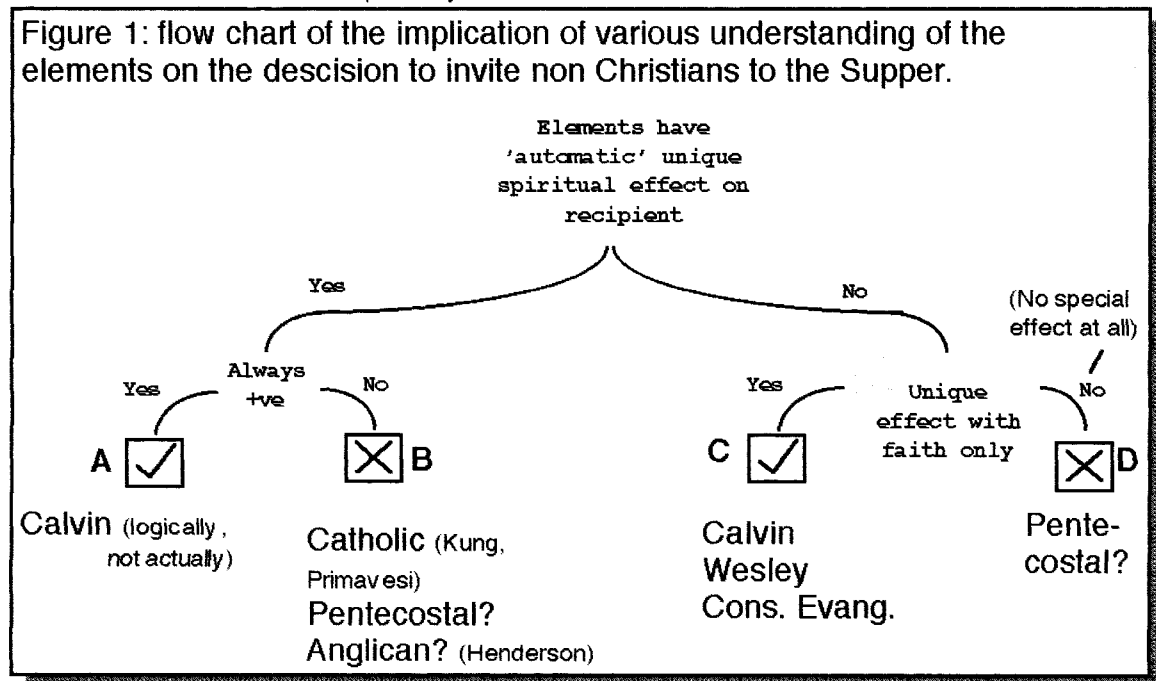 Figure 1: flow chart of the implication of various understanding of the
elements on the descision to invite non Christians to the Supper.
Elements have
'automatic' unique
spiritual effect on
recipient
Yes
No
(No special
effect at all)
Always
+ve
Yes
No
Yes
Unique
effect with
faith only
No
A
B
C
D
Calvin (logically,
not actually)
Catholic (Kung,
Primavesi)
Pentecostal?
Anglican? (Henderson)
Calvin
Wesley
Cons. Evang.
Pente-
costal?